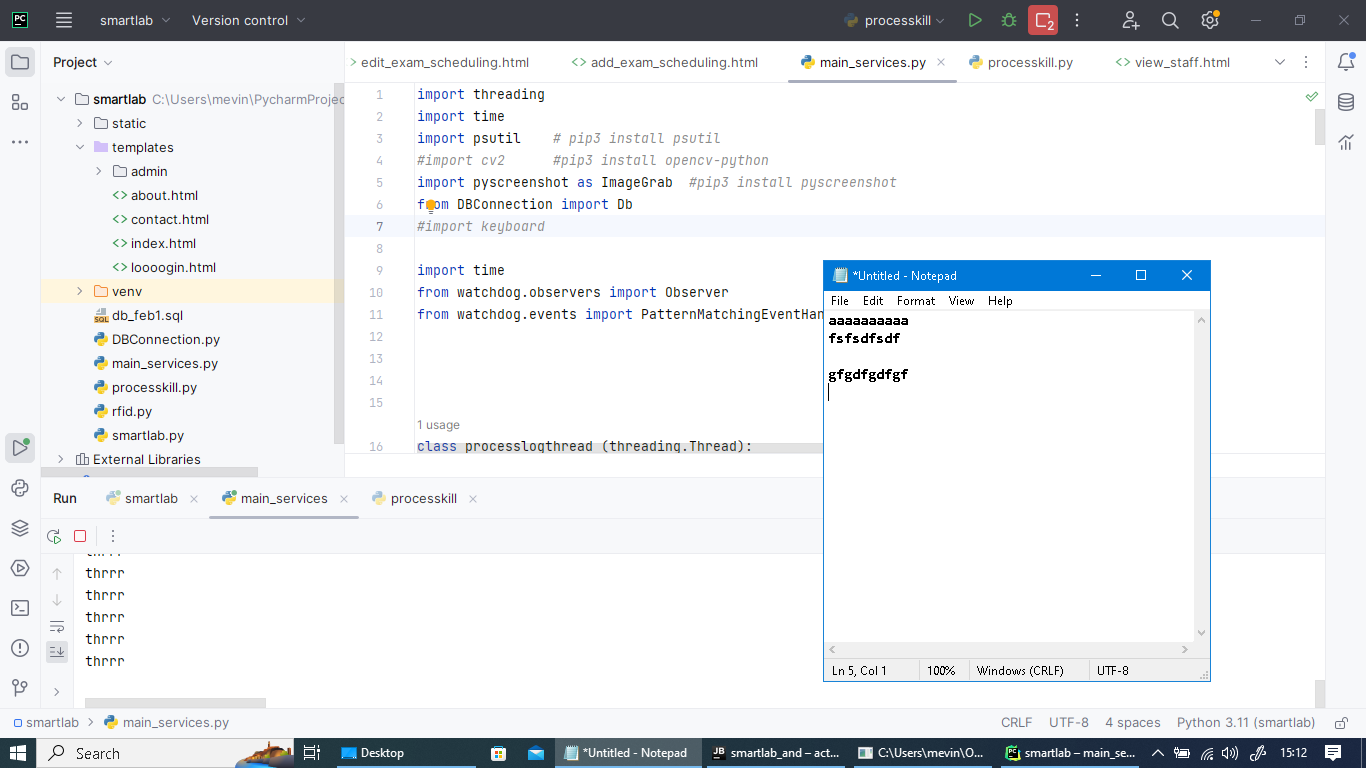 PC
smartlab
Version control
processkill
2
Project
smartlab C:\Users\mevin\PycharmProjec
static
templates
admin
about.html
contact.html
index.html
loooogin.html
venv
SQL
db_feb1.sql
DBConnection.py
main_services.py
processkill.py
rfid.py
smartlab.py
External Libraries
edit_exam_scheduling.html
add_exam_scheduling.html
main_services.py
processkill.py
view_staff.html
1 import threading
2 import time
3 import psutil # pip3 install psutil
4 #import cv2 #pip3 install opencv-python
5 import pyscreenshot as ImageGrab #pip3 install pyscreenshot
6 from DBConnection import Db
7 #import keyboard
8
9 import time
10 from watchdog.observers import Observer
11 from watchdog.events import PatternMatchingEventHan
12
13
14
15
1 usage
16 class processlogthread (threading.Thread):
*Untitled - Notepad
File Edit Format View Help
aaaaaaaaaa
fsfsdfsdf
gfgdfgdfgf
Ln 5, Col 1 100% Windows (CRLF) UTF-8
Run smartlab main_services processkill
thrrr
thrrr
thrrr
thrrr
thrrr
smartlab main_services.py
CRLF UTF-8 4 spaces Python 3.11 (smartlab)
Search
Desktop
*Untitled - Notepad
JB smartlab_and – act...
C:\Users\mevin\O...
PC smartlab – main_se...
15:12